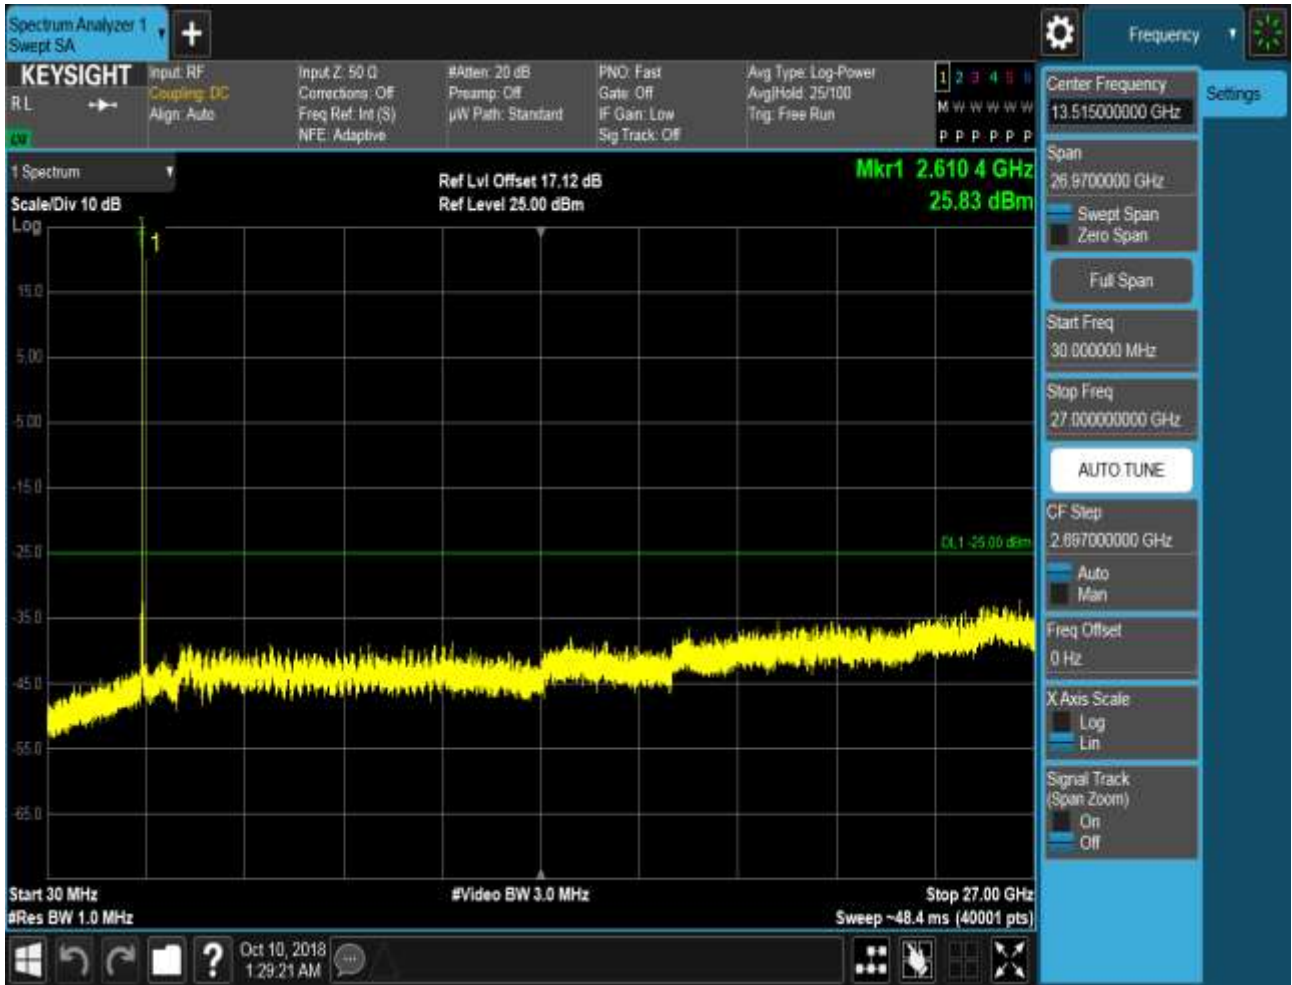 Spectrum Analyzer 1
Swept SA
Frequency
KEYSIGHT
RL
Input: RF
Coupling: DC
Align: Auto
Input Z: 50 Ω
Corrections: Off
Freq Ref: Int (S)
NFE: Adaptive
#Atten: 20 dB
Preamp: Off
µW Path: Standard
PNO: Fast
Gate: Off
IF Gain: Low
Sig Track: Off
Avg Type: Log-Power
Avg|Hold: 25/100
Trig: Free Run
1 2 3 4 5 6
M W W W W W
P P P P P P
1 Spectrum
Scale/Div 10 dB
Log
Ref Lvl Offset 17.12 dB
Ref Level 25.00 dBm
Mkr1 2.610 4 GHz
25.83 dBm
1
15.0
5.00
-5.00
-15.0
-25.0
DL1 -25.00 dBm
-35.0
-45.0
-55.0
-65.0
Start 30 MHz
#Video BW 3.0 MHz
Stop 27.00 GHz
#Res BW 1.0 MHz
Sweep ~48.4 ms (40001 pts)
Center Frequency
13.515000000 GHz
Settings
Span
26.9700000 GHz
Swept Span
Zero Span
Full Span
Start Freq
30.000000 MHz
Stop Freq
27.000000000 GHz
AUTO TUNE
CF Step
2.697000000 GHz
Auto
Man
Freq Offset
0 Hz
X Axis Scale
Log
Lin
Signal Track
(Span Zoom)
On
Off
?
Oct 10, 2018
1:29:21 AM